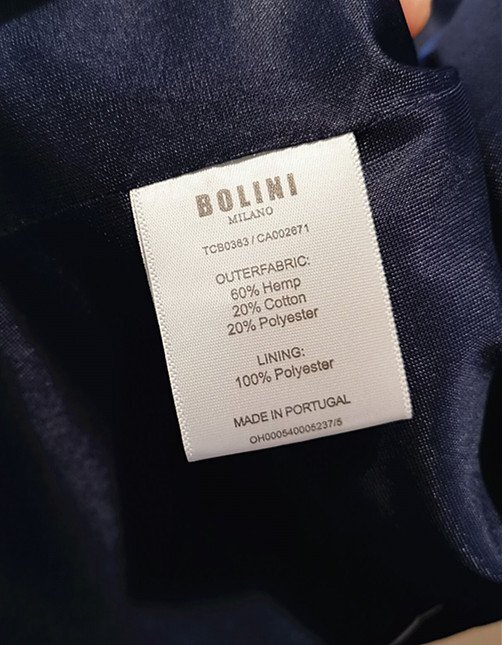 BOLINI
MILANO
TCB0363 / CA002671
OUTERFABRIC:
60% Hemp
20% Cotton
20% Polyester
LINING:
100% Polyester
MADE IN PORTUGAL
OH000540005237/5